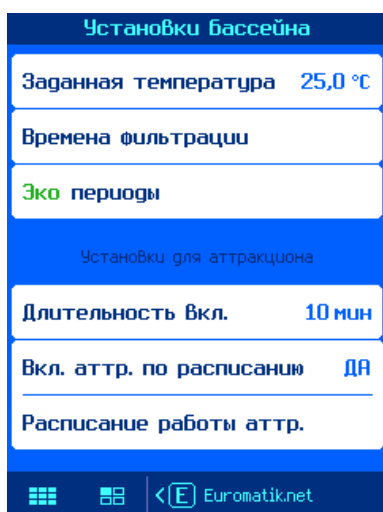 Установки бассейна
Заданная температура 25,0 °C
Времена фильтрации
Эко периоды
Установки для аттракциона
Длительность вкл. 10 мин
Вкл. аттр. по расписанию ДА
Расписание работы аттр.
<E Euromatik.net